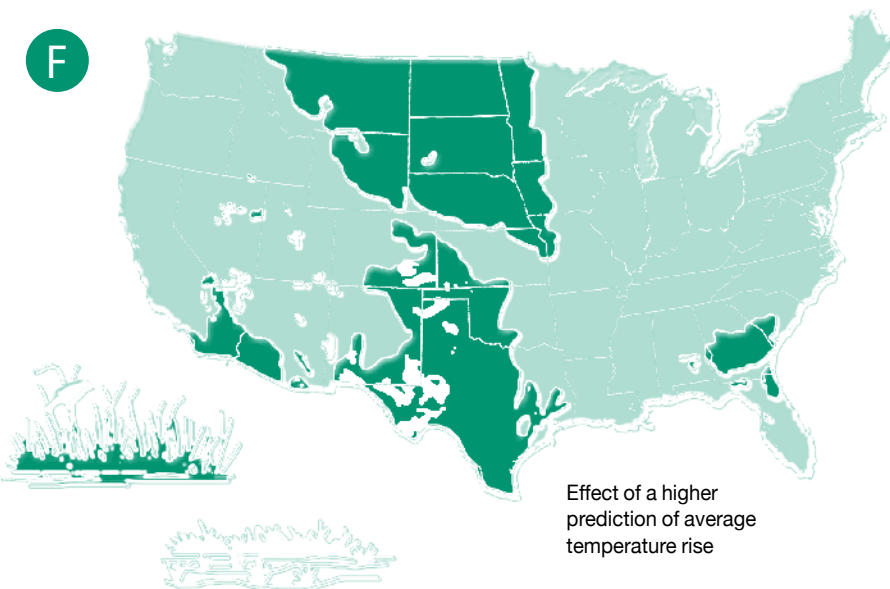 F
Effect of a higher
prediction of average
temperature rise